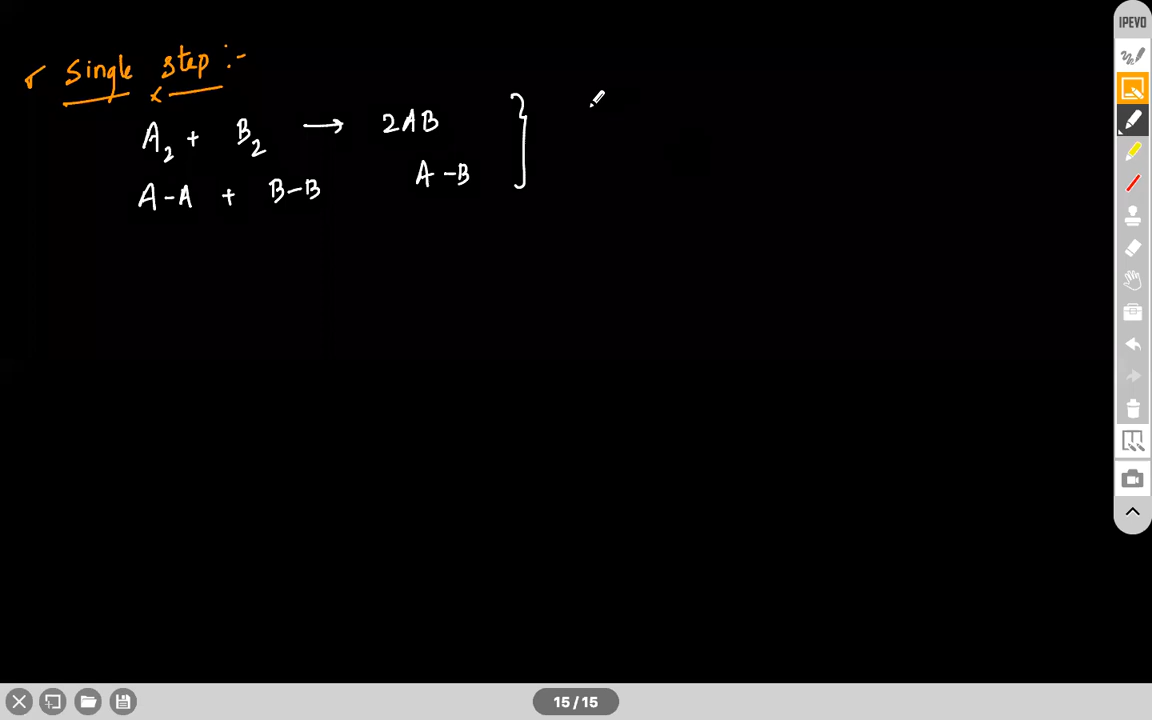 IPEVO
✓ Single step :-
A₂ + B₂ → 2AB
A-A + B-B A-B
15/15